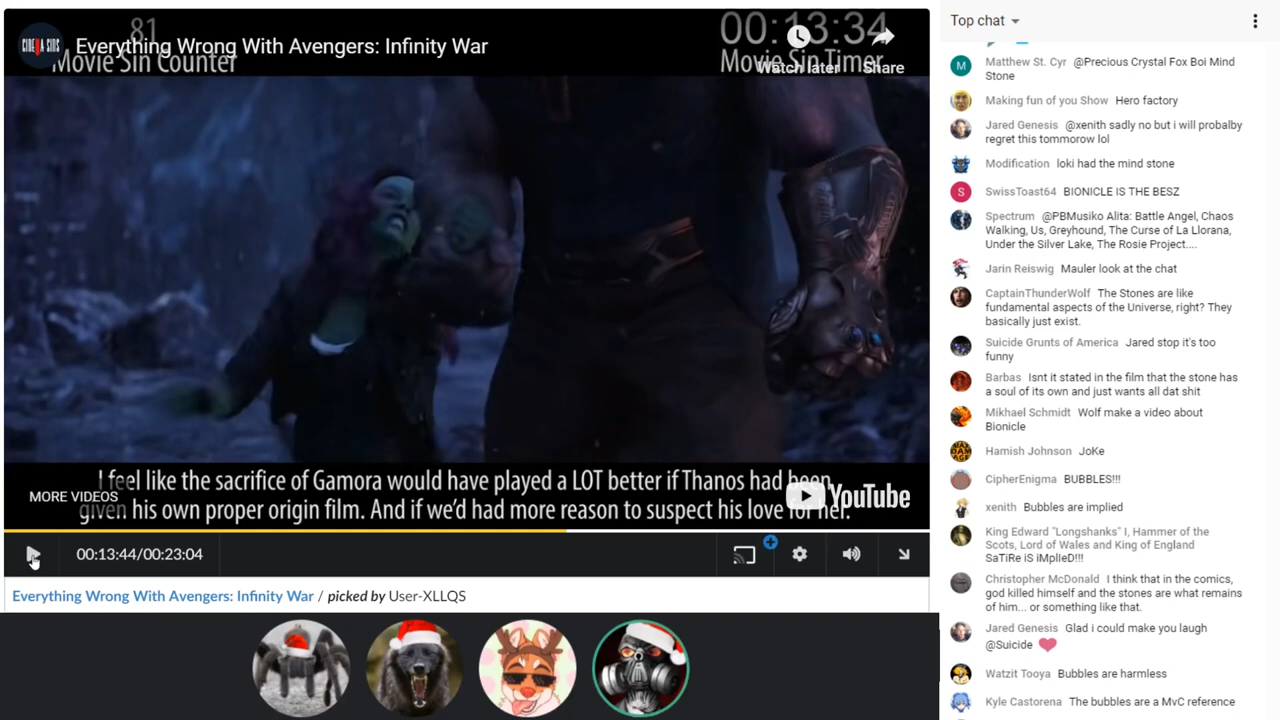 81
00:13:34
CINEMA SINS
Everything Wrong With Avengers: Infinity War
Movie Sin Counter
Movie Sin Timer
Watch later
Share
I feel like the sacrifice of Gamora would have played a LOT better if Thanos had been
given his own proper origin film. And if we'd had more reason to suspect his love for her.
MORE VIDEOS
YouTube
00:13:44/00:23:04
Everything Wrong With Avengers: Infinity War / picked by User-XLLQS
Top chat
M
Matthew St. Cyr @Precious Crystal Fox Boi Mind
Stone
Making fun of you Show Hero factory
Jared Genesis @xenith sadly no but i will probalby
regret this tommorow lol
Modification loki had the mind stone
S
SwissToast64 BIONICLE IS THE BESZ
Spectrum @PBMusiko Alita: Battle Angel, Chaos
Walking, Us, Greyhound, The Curse of La Llorana,
Under the Silver Lake, The Rosie Project....
Jarin Reiswig Mauler look at the chat
CaptainThunderWolf The Stones are like
fundamental aspects of the Universe, right? They
basically just exist.
Suicide Grunts of America Jared stop it's too
funny
Barbas Isnt it stated in the film that the stone has
a soul of its own and just wants all dat shit
Mikhael Schmidt Wolf make a video about
Bionicle
Hamish Johnson JoKe
CipherEnigma BUBBLES!!!
xenith Bubbles are implied
King Edward "Longshanks" I, Hammer of the
Scots, Lord of Wales and King of England
SaTiRe iS iMplIeD!!!
Christopher McDonald I think that in the comics,
god killed himself and the stones are what remains
of him... or something like that.
Jared Genesis Glad i could make you laugh
@Suicide
Watzit Tooya Bubbles are harmless
Kyle Castorena The bubbles are a MvC reference